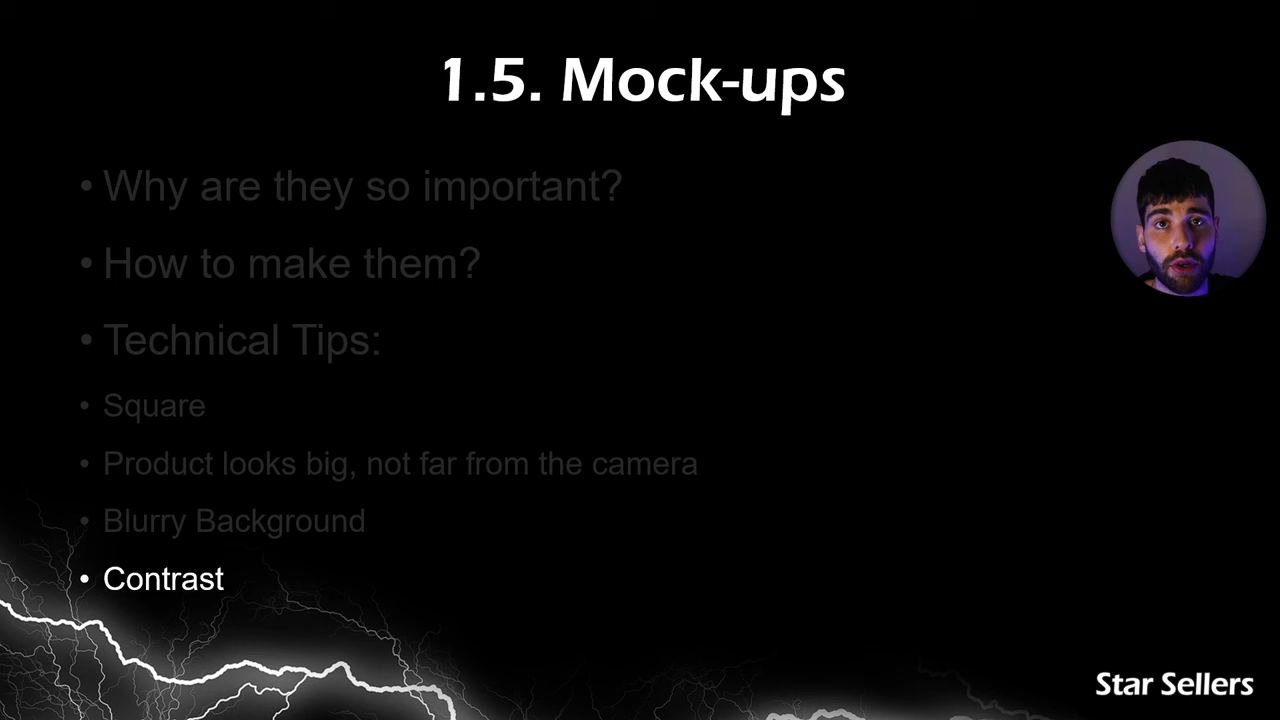 1.5. Mock-ups
• Why are they so important?
• How to make them?
• Technical Tips:
• Square
• Product looks big, not far from the camera
• Blurry Background
• Contrast
Star Sellers